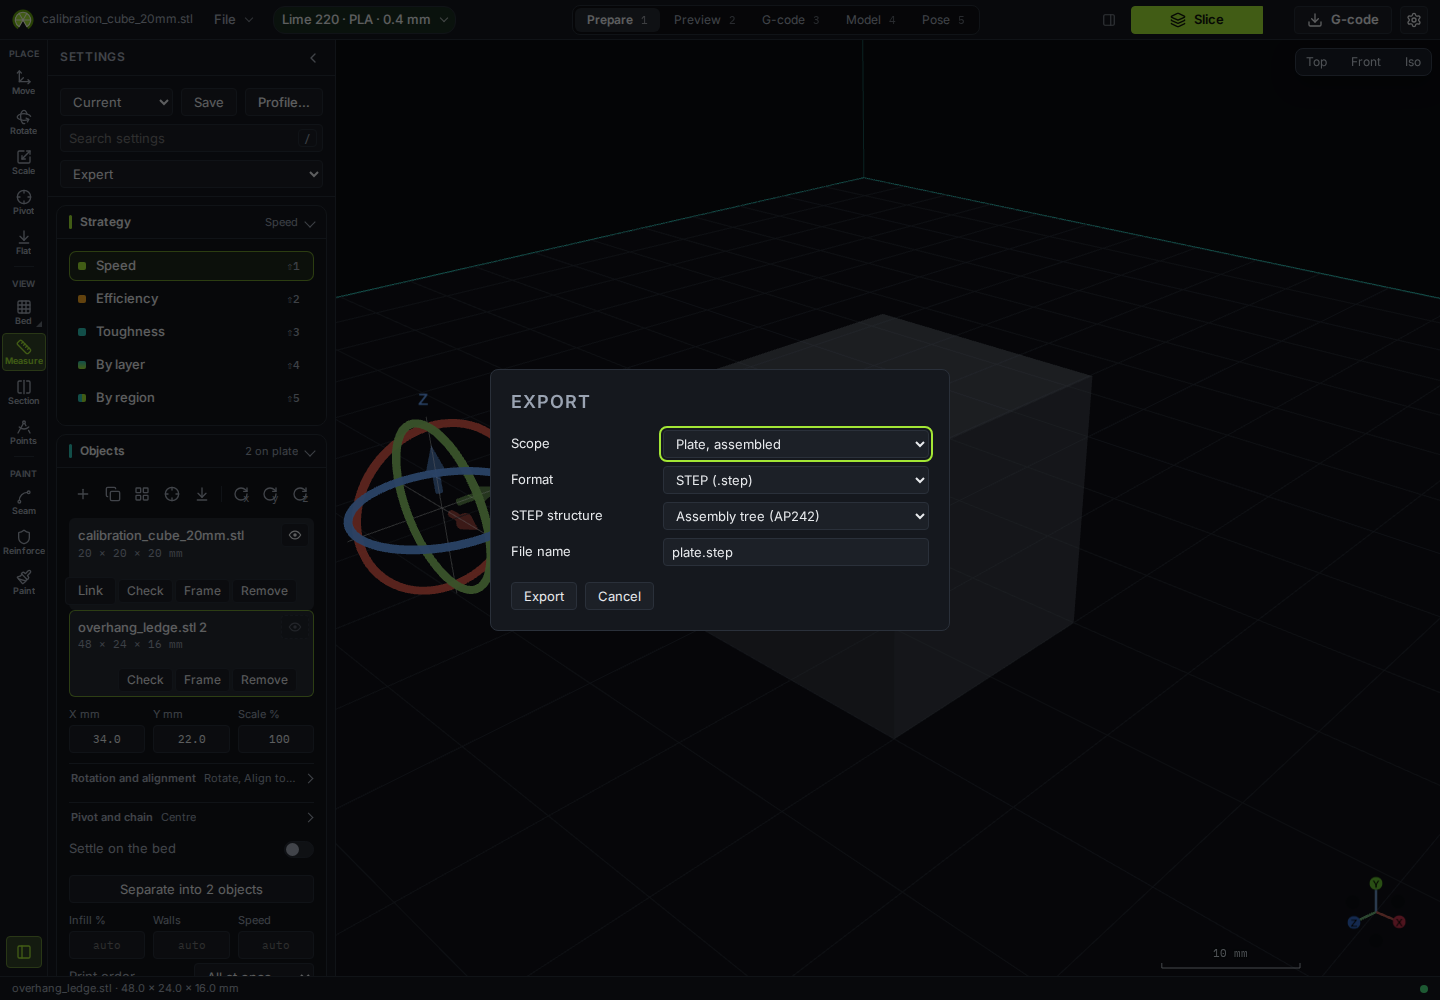 calibration_cube_20mm.stl File Lime 220 · PLA · 0.4 mm Prepare 1 Preview 2 G-code 3 Model 4 Pose 5 Slice G-code
PLACE
Move
Rotate
Scale
Pivot
Flat
VIEW
Bed
Measure
Section
Points
PAINT
Seam
Reinforce
Paint
SETTINGS
Current Save Profile...
Search settings /
Expert
Strategy Speed
Speed ⇧1
Efficiency ⇧2
Toughness ⇧3
By layer ⇧4
By region ⇧5
Objects 2 on plate
calibration_cube_20mm.stl
20 × 20 × 20 mm
Link Check Frame Remove
overhang_ledge.stl 2
48 × 24 × 16 mm
Check Frame Remove
X mm Y mm Scale %
34.0 22.0 100
Rotation and alignment Rotate, Align to...
Pivot and chain Centre
Settle on the bed
Separate into 2 objects
Infill % Walls Speed
auto auto auto
Print order All at once
Top Front Iso
Z
EXPORT
Scope Plate, assembled
Format STEP (.step)
STEP structure Assembly tree (AP242)
File name plate.step
Export Cancel
Y
Z X
10 mm
overhang_ledge.stl · 48.0 × 24.0 × 16.0 mm